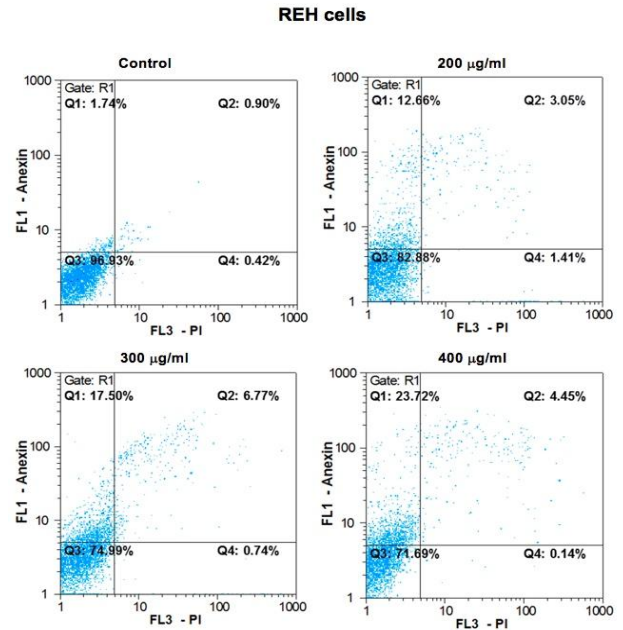 REH cells
Control
Gate: R1
Q1: 1.74% Q2: 0.90%
Q3: 96.93% Q4: 0.42%
1000
100
10
1
FL1 - Anexin
1 10 100 1000
FL3 - PI
200 µg/ml
Gate: R1
Q1: 12.66% Q2: 3.05%
Q3: 82.88% Q4: 1.41%
1000
100
10
1
FL1 - Anexin
1 10 100 1000
FL3 - PI
300 µg/ml
Gate: R1
Q1: 17.50% Q2: 6.77%
Q3: 74.99% Q4: 0.74%
1000
100
10
1
FL1 - Anexin
1 10 100 1000
FL3 - PI
400 µg/ml
Gate: R1
Q1: 23.72% Q2: 4.45%
Q3: 71.69% Q4: 0.14%
1000
100
10
1
FL1 - Anexin
1 10 100 1000
FL3 - PI